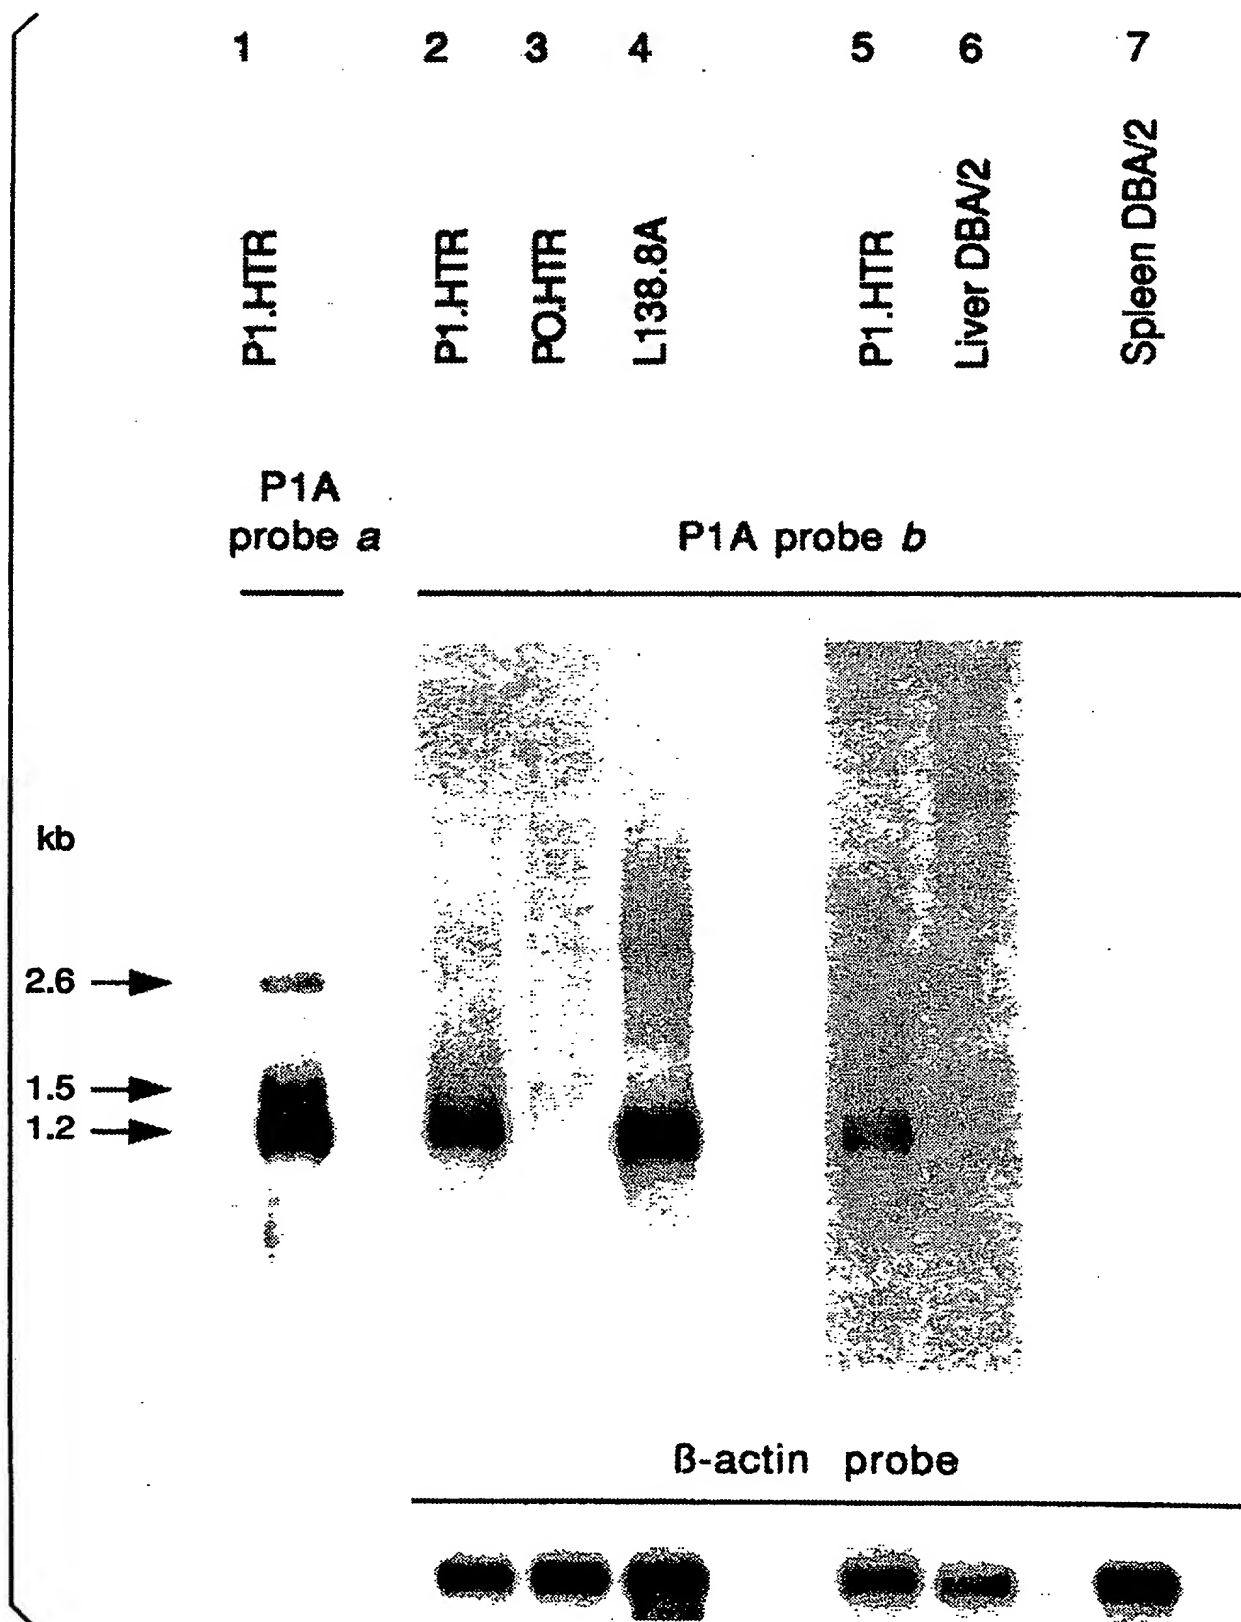 1 2 3 4 5 6 7
P1.HTR
P1.HTR
PO.HTR
L138.8A
P1.HTR
Liver DBA/2
Spleen DBA/2
P1A
probe a
P1A probe b
kb
2.6
1.5
1.2
ß-actin probe